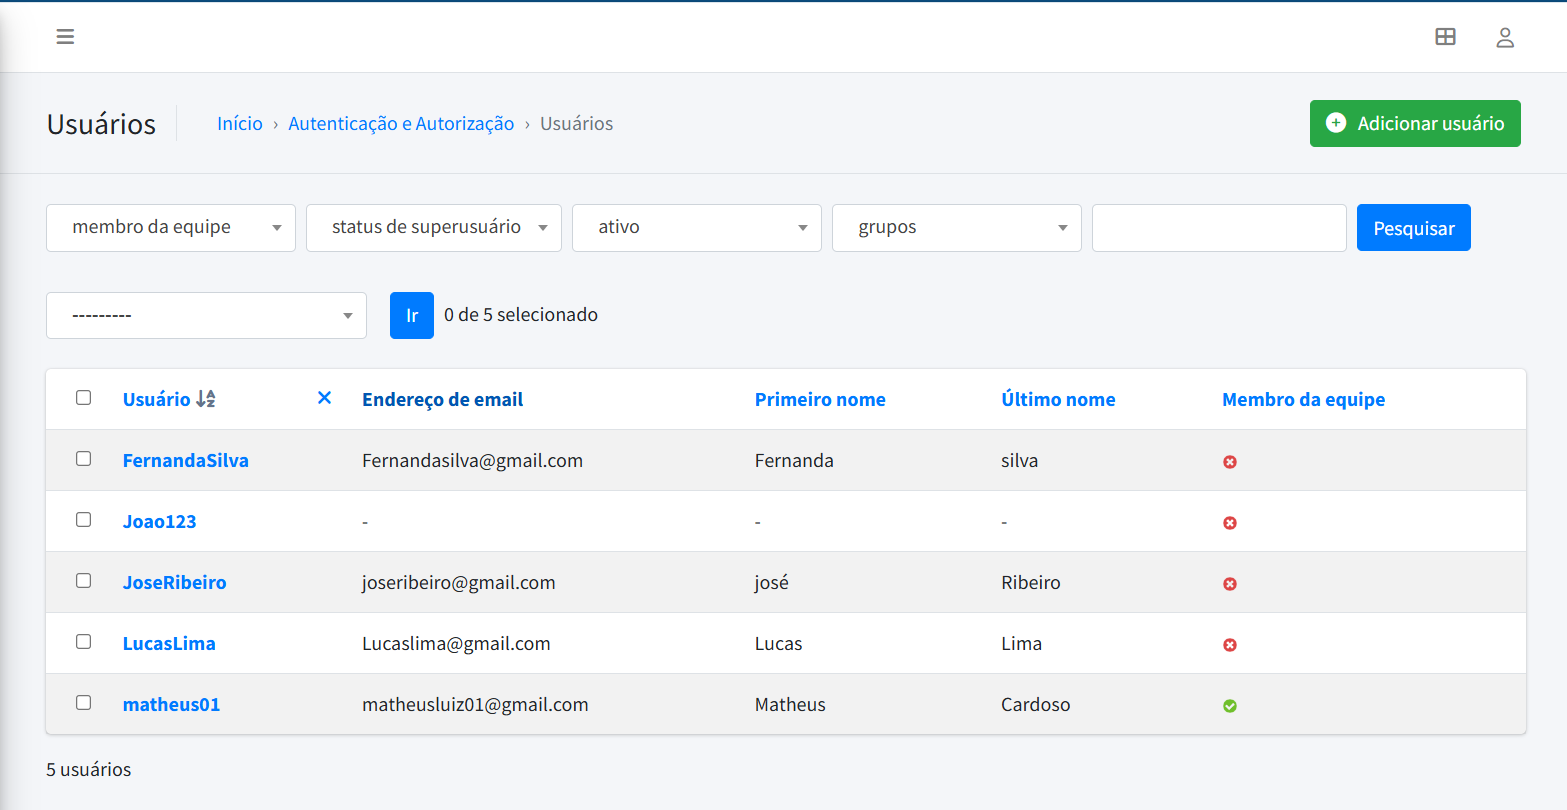 Usuários Início › Autenticação e Autorização › Usuários Adicionar usuário
membro da equipe status de superusuário ativo grupos Pesquisar
--------- Ir 0 de 5 selecionado
Usuário Endereço de email Primeiro nome Último nome Membro da equipe
FernandaSilva Fernandasilva@gmail.com Fernanda silva
Joao123 - - -
JoseRibeiro joseribeiro@gmail.com josé Ribeiro
LucasLima Lucaslima@gmail.com Lucas Lima
matheus01 matheusluiz01@gmail.com Matheus Cardoso
5 usuários